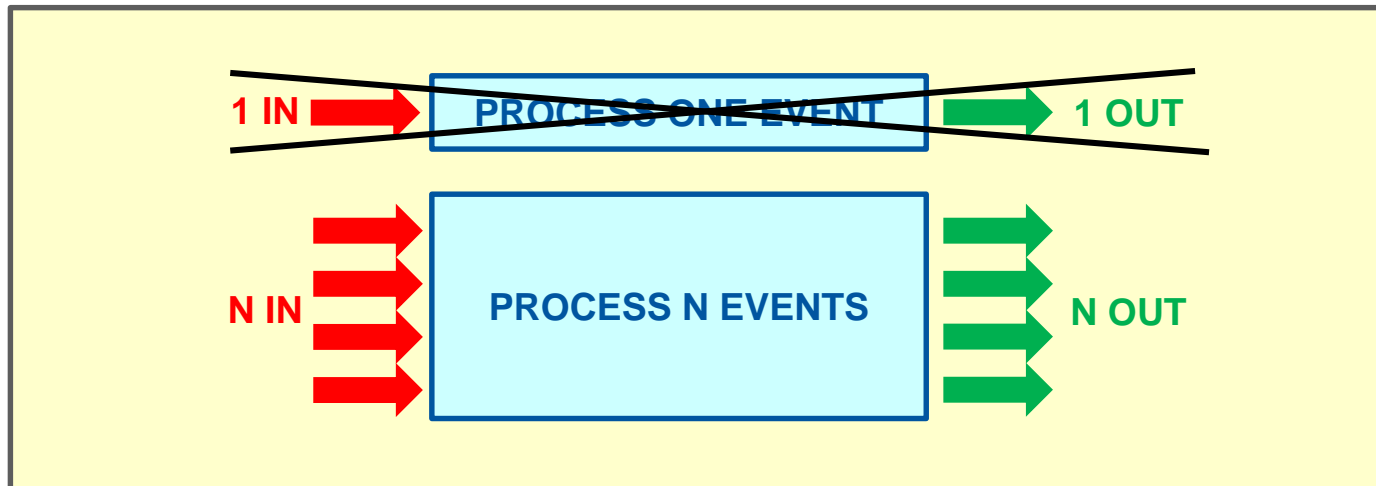 1 IN PROCESS ONE EVENT 1 OUT
N IN PROCESS N EVENTS N OUT